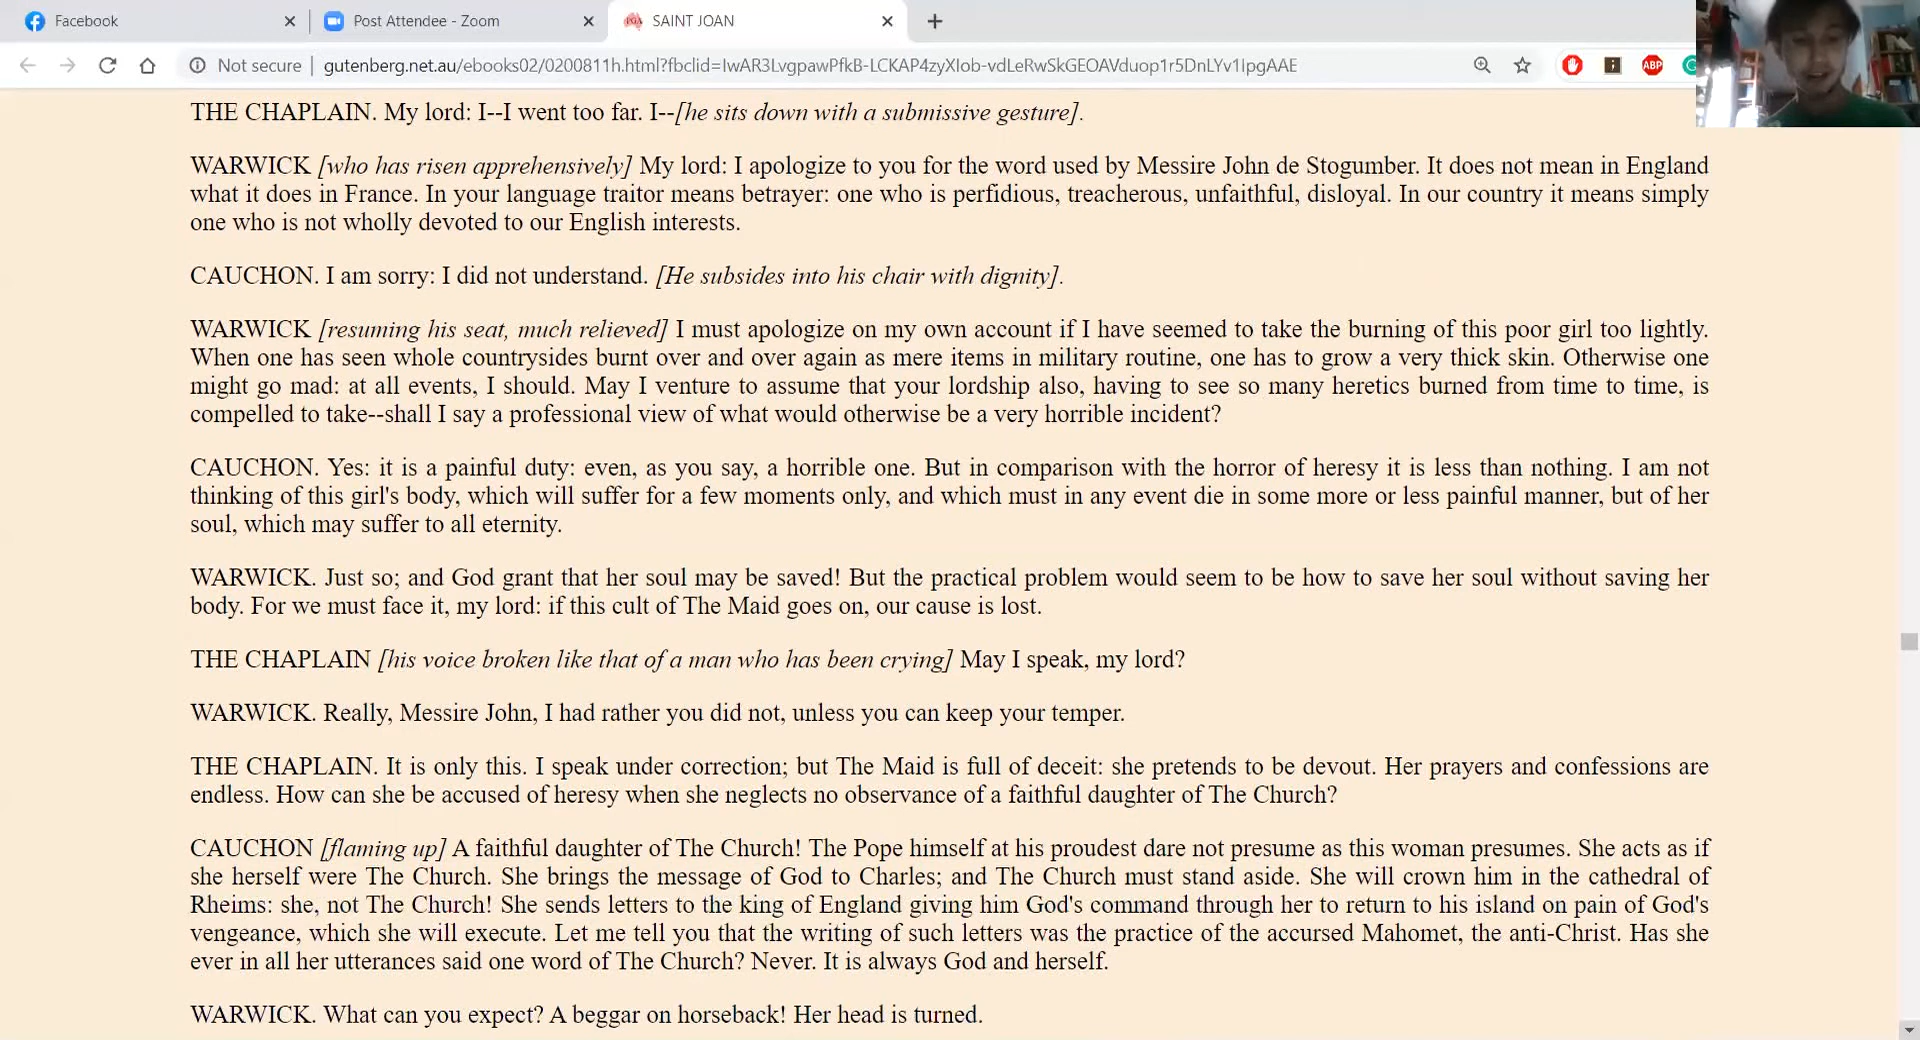 Facebook
Post Attendee - Zoom
SAINT JOAN
Not secure
gutenberg.net.au/ebooks02/0200811h.html?fbclid=IwAR3LvgpawPfkB-LCKAP4zyXIob-vdLeRwSkGEOAVduop1r5DnLYv1IpgAAE
ABP
THE CHAPLAIN. My lord: I--I went too far. I--[he sits down with a submissive gesture].
WARWICK [who has risen apprehensively] My lord: I apologize to you for the word used by Messire John de Stogumber. It does not mean in England
what it does in France. In your language traitor means betrayer: one who is perfidious, treacherous, unfaithful, disloyal. In our country it means simply
one who is not wholly devoted to our English interests.
CAUCHON. I am sorry: I did not understand. [He subsides into his chair with dignity].
WARWICK [resuming his seat, much relieved] I must apologize on my own account if I have seemed to take the burning of this poor girl too lightly.
When one has seen whole countrysides burnt over and over again as mere items in military routine, one has to grow a very thick skin. Otherwise one
might go mad: at all events, I should. May I venture to assume that your lordship also, having to see so many heretics burned from time to time, is
compelled to take--shall I say a professional view of what would otherwise be a very horrible incident?
CAUCHON. Yes: it is a painful duty: even, as you say, a horrible one. But in comparison with the horror of heresy it is less than nothing. I am not
thinking of this girl's body, which will suffer for a few moments only, and which must in any event die in some more or less painful manner, but of her
soul, which may suffer to all eternity.
WARWICK. Just so; and God grant that her soul may be saved! But the practical problem would seem to be how to save her soul without saving her
body. For we must face it, my lord: if this cult of The Maid goes on, our cause is lost.
THE CHAPLAIN [his voice broken like that of a man who has been crying] May I speak, my lord?
WARWICK. Really, Messire John, I had rather you did not, unless you can keep your temper.
THE CHAPLAIN. It is only this. I speak under correction; but The Maid is full of deceit: she pretends to be devout. Her prayers and confessions are
endless. How can she be accused of heresy when she neglects no observance of a faithful daughter of The Church?
CAUCHON [flaming up] A faithful daughter of The Church! The Pope himself at his proudest dare not presume as this woman presumes. She acts as if
she herself were The Church. She brings the message of God to Charles; and The Church must stand aside. She will crown him in the cathedral of
Rheims: she, not The Church! She sends letters to the king of England giving him God's command through her to return to his island on pain of God's
vengeance, which she will execute. Let me tell you that the writing of such letters was the practice of the accursed Mahomet, the anti-Christ. Has she
ever in all her utterances said one word of The Church? Never. It is always God and herself.
WARWICK. What can you expect? A beggar on horseback! Her head is turned.